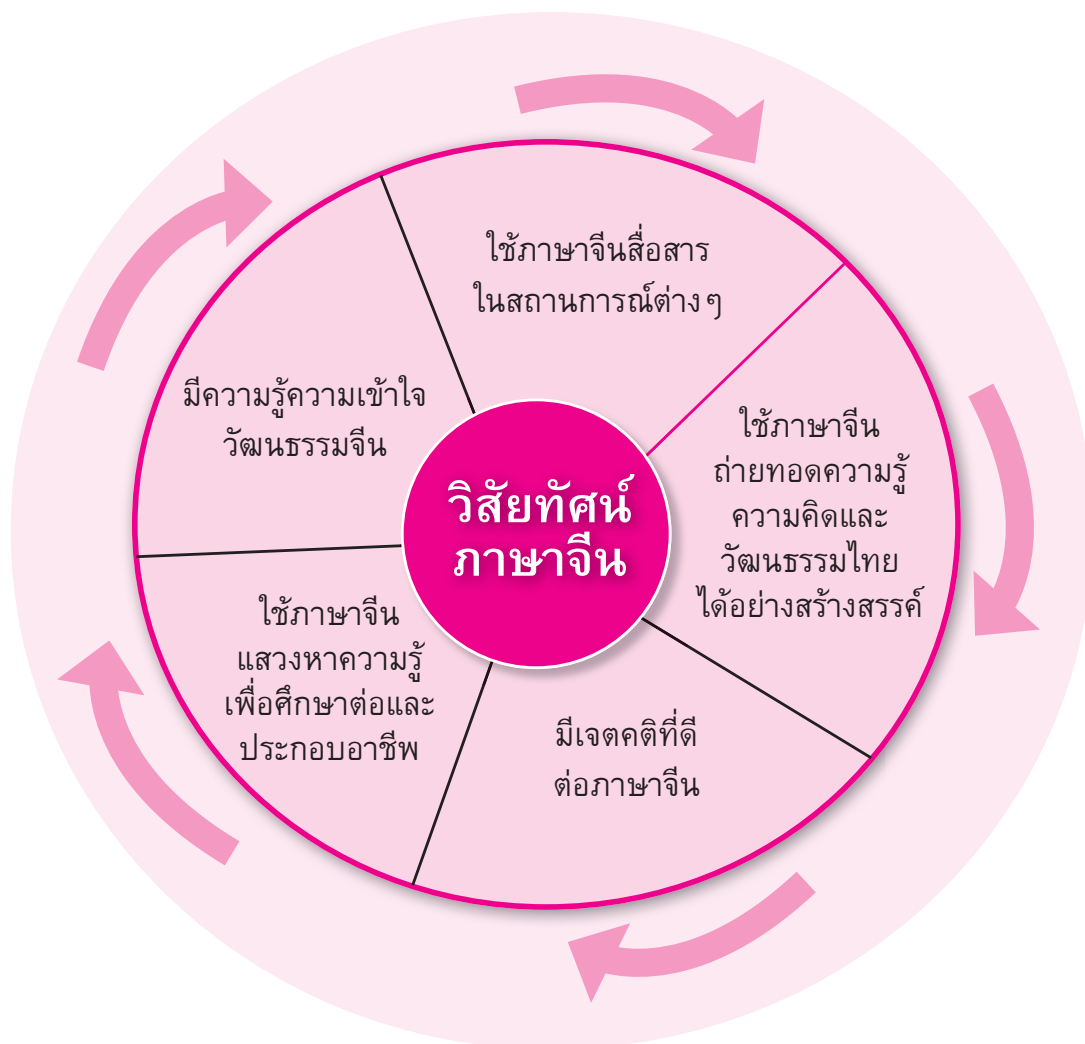 ใช้ภาษาจีนสื่อสาร
ในสถานการณ์ต่าง ๆ
ใช้ภาษาจีน
ถ่ายทอดความรู้
ความคิดและ
วัฒนธรรมไทย
ได้อย่างสร้างสรรค์
มีเจตคติที่ดี
ต่อภาษาจีน
ใช้ภาษาจีน
แสวงหาความรู้
เพื่อศึกษาต่อและ
ประกอบอาชีพ
มีความรู้ความเข้าใจ
วัฒนธรรมจีน
วิสัยทัศน์
ภาษาจีน